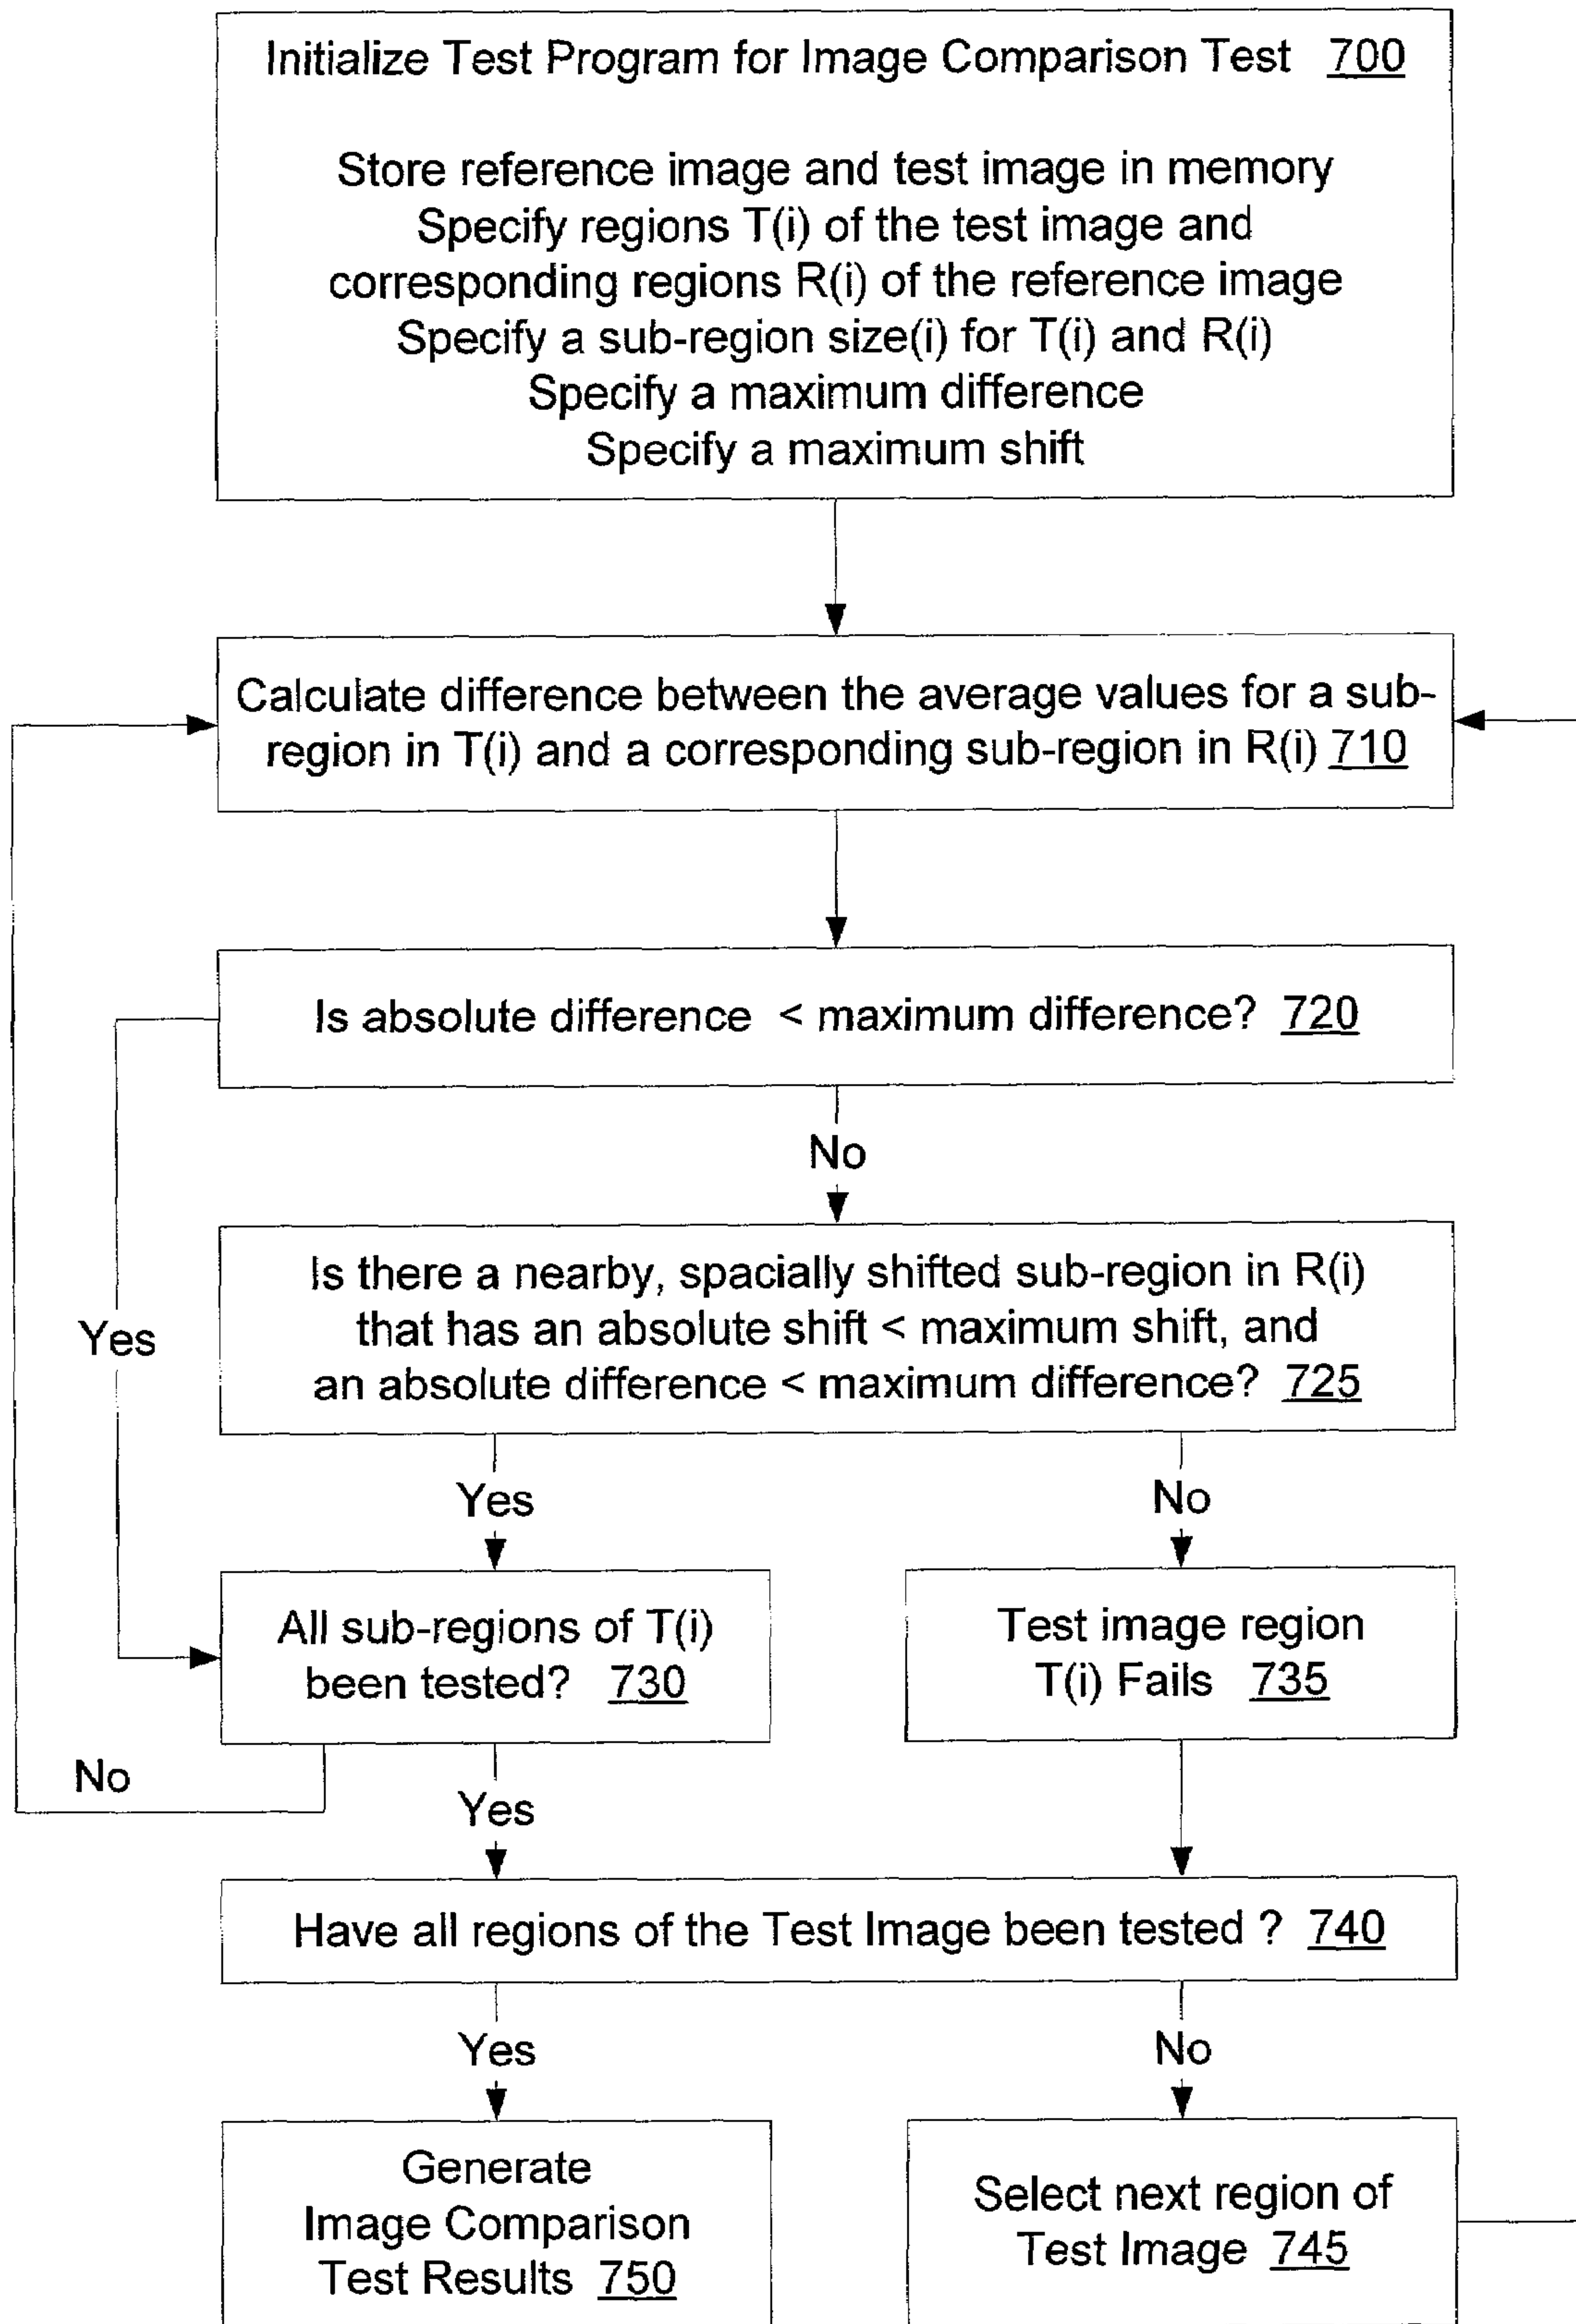 Initialize Test Program for Image Comparison Test 700
Store reference image and test image in memory
Specify regions T(i) of the test image and
corresponding regions R(i) of the reference image
Specify a sub-region size(i) for T(i) and R(i)
Specify a maximum difference
Specify a maximum shift
Calculate difference between the average values for a sub-
region in T(i) and a corresponding sub-region in R(i) 710
Is absolute difference < maximum difference? 720
No
Is there a nearby, spacially shifted sub-region in R(i)
that has an absolute shift < maximum shift, and
an absolute difference < maximum difference? 725
Yes
Yes
No
All sub-regions of T(i)
been tested? 730
Test image region
T(i) Fails 735
No
Yes
Have all regions of the Test Image been tested ? 740
Yes
No
Generate
Image Comparison
Test Results 750
Select next region of
Test Image 745